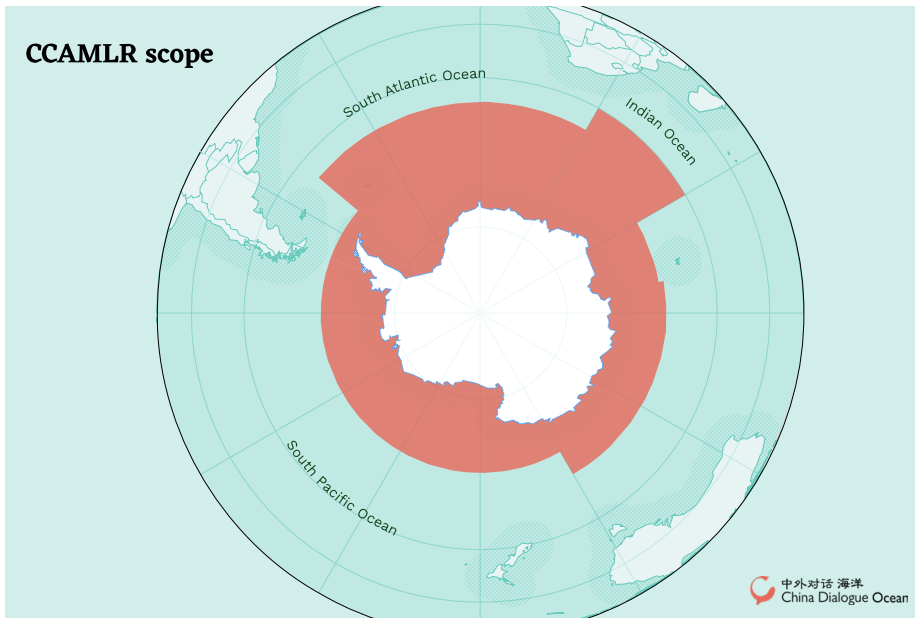 CCAMLR scope
South Atlantic Ocean
Indian Ocean
South Pacific Ocean
中外对话 海洋
China Dialogue Ocean